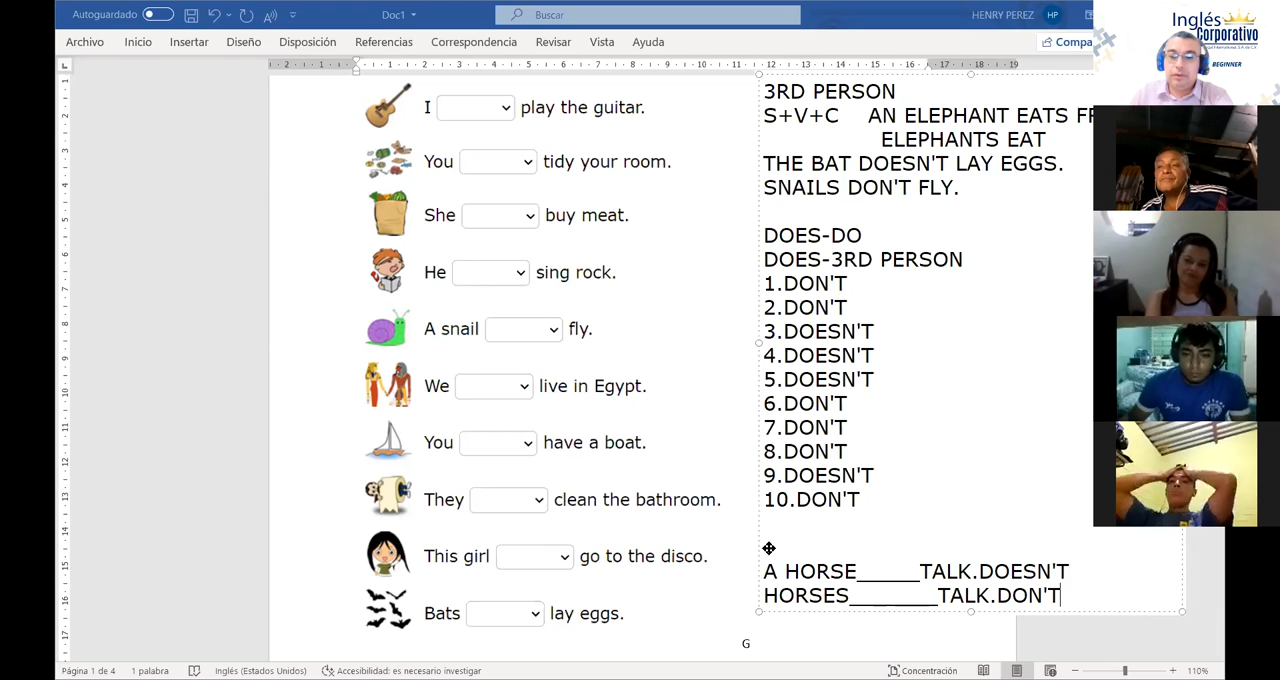 Autoguardado
Doc1
Buscar
HENRY PEREZ
HP
Inglés
Corporativo
BEGINNER
Archivo
Inicio
Insertar
Diseño
Disposición
Referencias
Correspondencia
Revisar
Vista
Ayuda
Compa
I play the guitar.
You tidy your room.
She buy meat.
He sing rock.
A snail fly.
We live in Egypt.
You have a boat.
They clean the bathroom.
This girl go to the disco.
Bats lay eggs.
3RD PERSON
S+V+C AN ELEPHANT EATS FR
ELEPHANTS EAT
THE BAT DOESN'T LAY EGGS.
SNAILS DON'T FLY.
DOES-DO
DOES-3RD PERSON
1.DON'T
2.DON'T
3.DOESN'T
4.DOESN'T
5.DOESN'T
6.DON'T
7.DON'T
8.DON'T
9.DOESN'T
10.DON'T
A HORSE_____TALK.DOESN'T
HORSES_______TALK.DON'T
G
Página 1 de 4
1 palabra
Inglés (Estados Unidos)
Accesibilidad: es necesario investigar
Concentración
110%